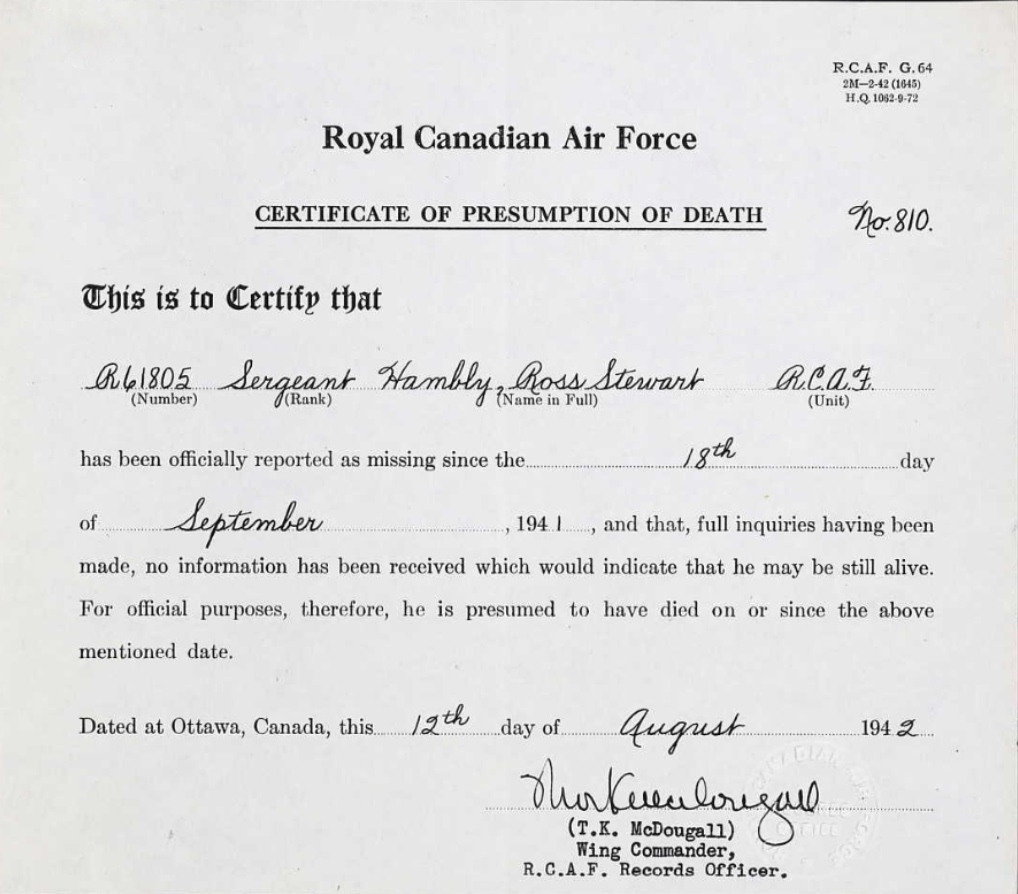 R.C.A.F. G. 64
2M—2-42 (1645)
H.Q. 1062-9-72
Royal Canadian Air Force
CERTIFICATE OF PRESUMPTION OF DEATH No. 810.
This is to Certify that
R61805 Sergeant Hambly, Ross Stewart R.C.A.F.
(Number) (Rank) (Name in Full) (Unit)
has been officially reported as missing since the 18th day
of September, 1941, and that, full inquiries having been
made, no information has been received which would indicate that he may be still alive.
For official purposes, therefore, he is presumed to have died on or since the above
mentioned date.
Dated at Ottawa, Canada, this 12th day of August 1942
(T.K. McDougall)
Wing Commander,
R.C.A.F. Records Officer.